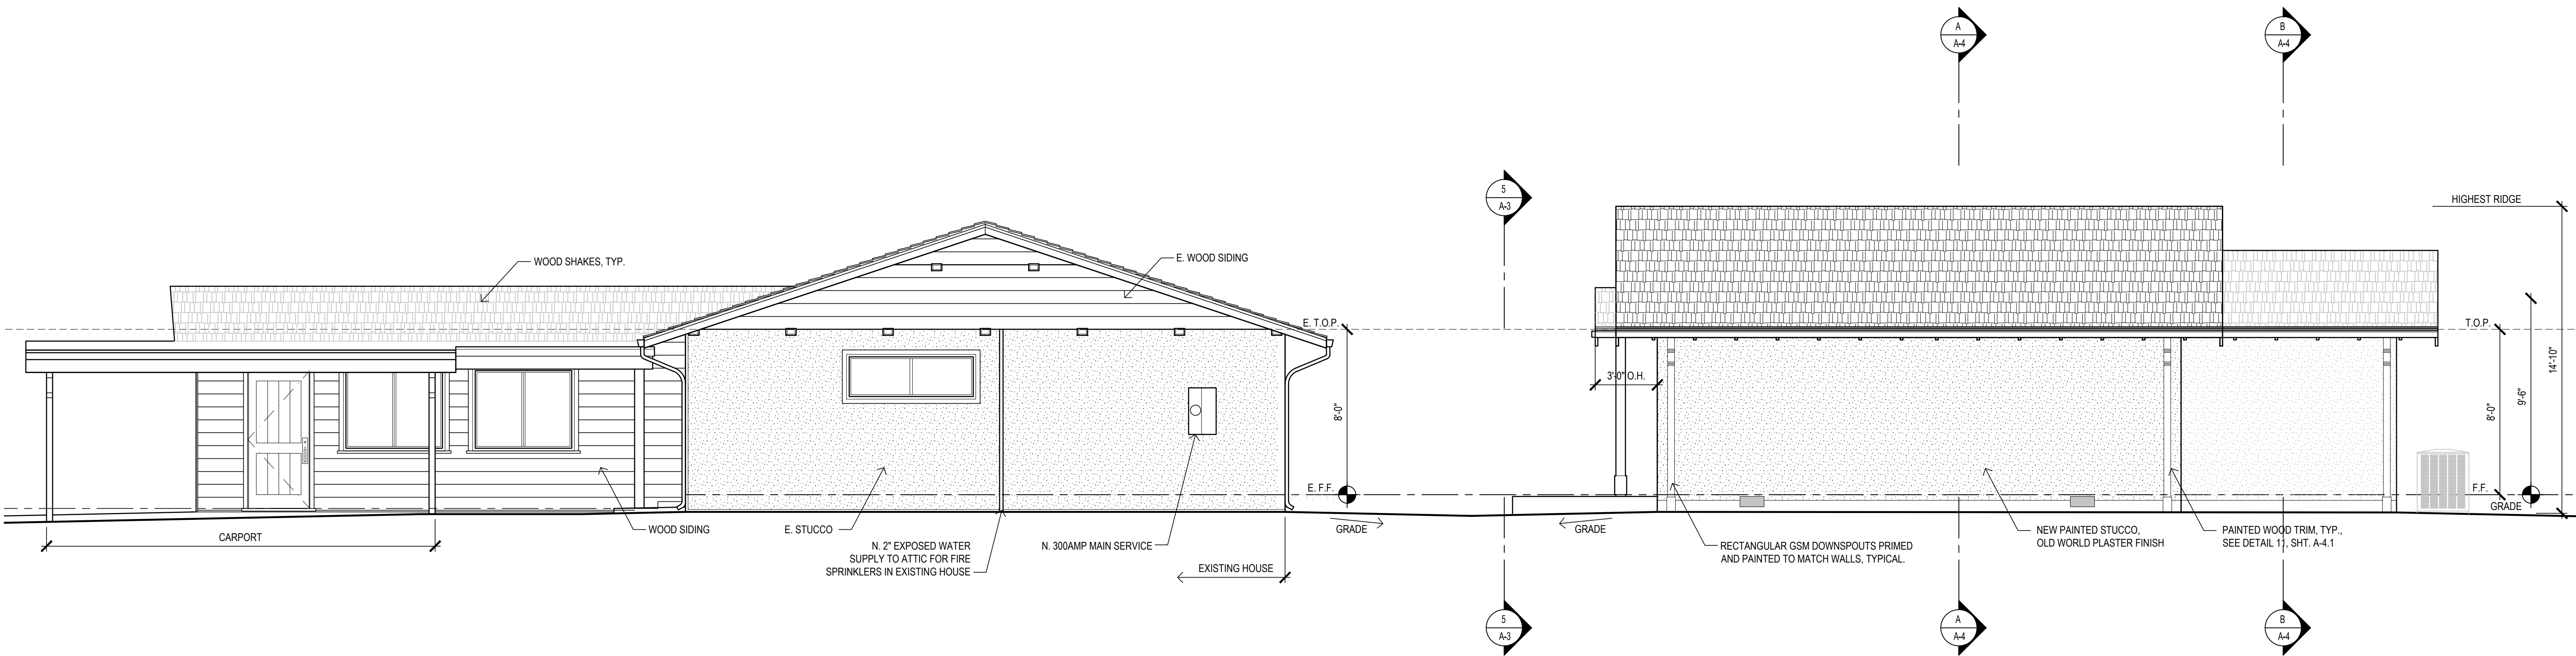 A
A-4
B
A-4
5
A-3
HIGHEST RIDGE
WOOD SHAKES, TYP.
E. WOOD SIDING
E. T.O.P.
T.O.P.
14'-10"
9'-6"
8'-0"
8'-0"
3'-0" O.H.
E. F.F.
F.F.
GRADE
CARPORT
WOOD SIDING
E. STUCCO
N. 2" EXPOSED WATER
SUPPLY TO ATTIC FOR FIRE
SPRINKLERS IN EXISTING HOUSE
N. 300AMP MAIN SERVICE
EXISTING HOUSE
GRADE
GRADE
RECTANGULAR GSM DOWNSPOUTS PRIMED
AND PAINTED TO MATCH WALLS, TYPICAL.
NEW PAINTED STUCCO,
OLD WORLD PLASTER FINISH
PAINTED WOOD TRIM, TYP.,
SEE DETAIL 11, SHT. A-4.1
5
A-3
A
A-4
B
A-4